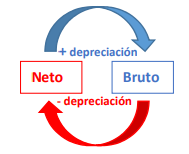 + depreciación
Neto
Bruto
- depreciación